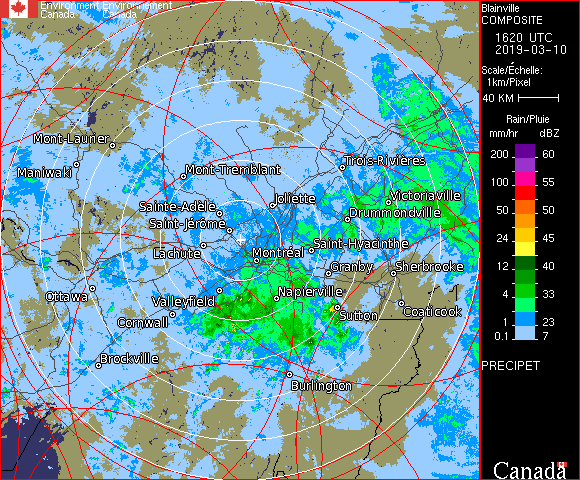 Environment Environnement
Canada Canada
Mont-Laurier
Maniwaki
Mont-Tremblant
Trois-Rivières
Sainte-Adèle
Joliette
Victoriaville
Saint-Jérôme
Drummondville
Lachute
Montréal
Saint-Hyacinthe
Granby
Sherbrooke
Ottawa
Valleyfield
Napierville
Cornwall
Sutton
Coaticook
Brockville
Burlington
Blainville
COMPOSITE
1620 UTC
2019-03-10
Scale/Échelle:
1km/Pixel
40 KM
Rain/Pluie
mm/hr dBZ
200 60
100 55
50 50
24 45
12 40
4 33
1 23
0.1 7
PRECIPET
Canada